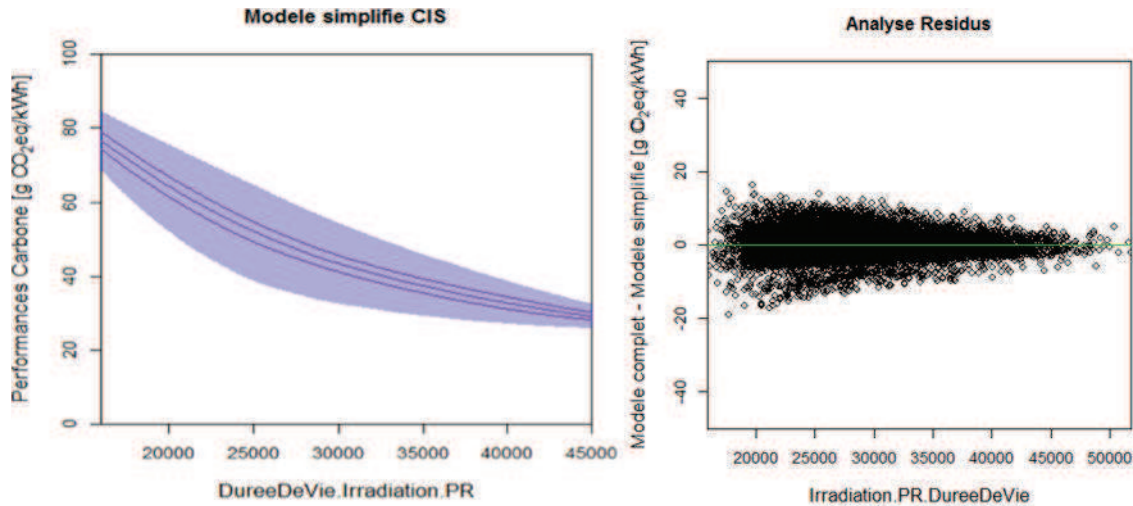 Modele simplifie CIS
Performances Carbone [g CO₂eq/kWh]
100
80
60
40
20
0
20000 25000 30000 35000 40000 45000
DureeDeVie.Irradiation.PR
Analyse Residus
Modele complet - Modele simplifie [g C₂eq/kWh]
40
20
0
-20
-40
20000 25000 30000 35000 40000 45000 50000
Irradiation.PR.DureeDeVie